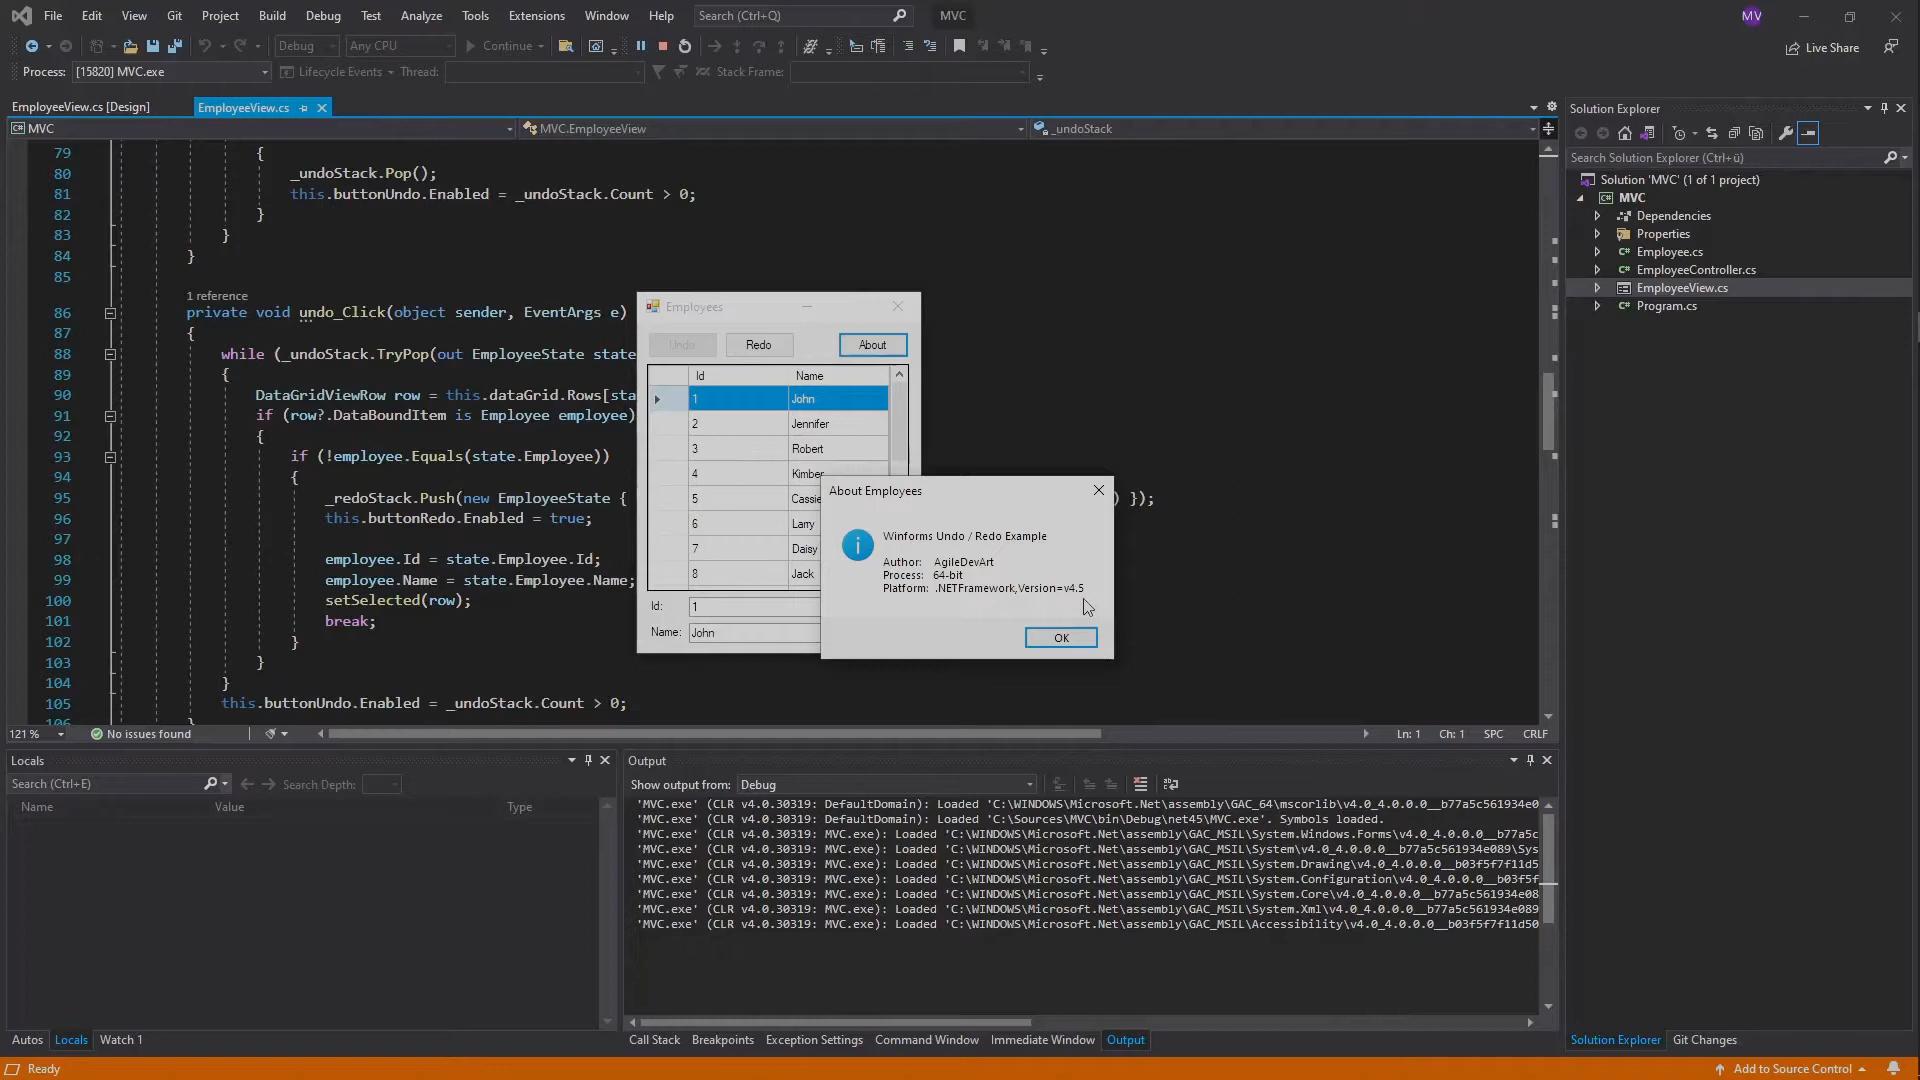 File Edit View Git Project Build Debug Test Analyze Tools Extensions Window Help Search (Ctrl+Q) MVC MV
Debug Any CPU Continue Live Share
Process: [15820] MVC.exe Lifecycle Events Thread: Stack Frame:
EmployeeView.cs [Design] EmployeeView.cs
MVC MVC.EmployeeView _undoStack
79 {
80 _undoStack.Pop();
81 this.buttonUndo.Enabled = _undoStack.Count > 0;
82 }
83 }
84 }
85
1 reference
86 private void undo_Click(object sender, EventArgs e)
87 {
88 while (_undoStack.TryPop(out EmployeeState state
89 {
90 DataGridViewRow row = this.dataGrid.Rows[sta
91 if (row?.DataBoundItem is Employee employee)
92 {
93 if (!employee.Equals(state.Employee))
94 {
95 _redoStack.Push(new EmployeeState { ) });
96 this.buttonRedo.Enabled = true;
97
98 employee.Id = state.Employee.Id;
99 employee.Name = state.Employee.Name;
100 setSelected(row);
101 break;
102 }
103 }
104 }
105 this.buttonUndo.Enabled = _undoStack.Count > 0;
106 }
Employees
Undo Redo About
Id Name
1 John
2 Jennifer
3 Robert
4 Kimber
5 Cassie
6 Larry
7 Daisy
8 Jack
Id: 1
Name: John
About Employees
Winforms Undo / Redo Example
Author: AgileDevArt
Process: 64-bit
Platform: .NETFramework,Version=v4.5
OK
121 % No issues found Ln: 1 Ch: 1 SPC CRLF
Solution Explorer
Search Solution Explorer (Ctrl+ü)
Solution 'MVC' (1 of 1 project)
MVC
Dependencies
Properties
Employee.cs
EmployeeController.cs
EmployeeView.cs
Program.cs
Locals
Search (Ctrl+E) Search Depth:
Name Value Type
Output
Show output from: Debug
'MVC.exe' (CLR v4.0.30319: DefaultDomain): Loaded 'C:\WINDOWS\Microsoft.Net\assembly\GAC_64\mscorlib\v4.0_4.0.0.0__b77a5c561934e0
'MVC.exe' (CLR v4.0.30319: DefaultDomain): Loaded 'C:\Sources\MVC\bin\Debug\net45\MVC.exe'. Symbols loaded.
'MVC.exe' (CLR v4.0.30319: MVC.exe): Loaded 'C:\WINDOWS\Microsoft.Net\assembly\GAC_MSIL\System.Windows.Forms\v4.0_4.0.0.0__b77a5c
'MVC.exe' (CLR v4.0.30319: MVC.exe): Loaded 'C:\WINDOWS\Microsoft.Net\assembly\GAC_MSIL\System\v4.0_4.0.0.0__b77a5c561934e089\Sys
'MVC.exe' (CLR v4.0.30319: MVC.exe): Loaded 'C:\WINDOWS\Microsoft.Net\assembly\GAC_MSIL\System.Drawing\v4.0_4.0.0.0__b03f5f7f11d5
'MVC.exe' (CLR v4.0.30319: MVC.exe): Loaded 'C:\WINDOWS\Microsoft.Net\assembly\GAC_MSIL\System.Configuration\v4.0_4.0.0.0__b03f5f
'MVC.exe' (CLR v4.0.30319: MVC.exe): Loaded 'C:\WINDOWS\Microsoft.Net\assembly\GAC_MSIL\System.Core\v4.0_4.0.0.0__b77a5c561934e08
'MVC.exe' (CLR v4.0.30319: MVC.exe): Loaded 'C:\WINDOWS\Microsoft.Net\assembly\GAC_MSIL\System.Xml\v4.0_4.0.0.0__b77a5c561934e089
'MVC.exe' (CLR v4.0.30319: MVC.exe): Loaded 'C:\WINDOWS\Microsoft.Net\assembly\GAC_MSIL\Accessibility\v4.0_4.0.0.0__b03f5f7f11d50
Autos Locals Watch 1
Call Stack Breakpoints Exception Settings Command Window Immediate Window Output
Solution Explorer Git Changes
Ready Add to Source Control